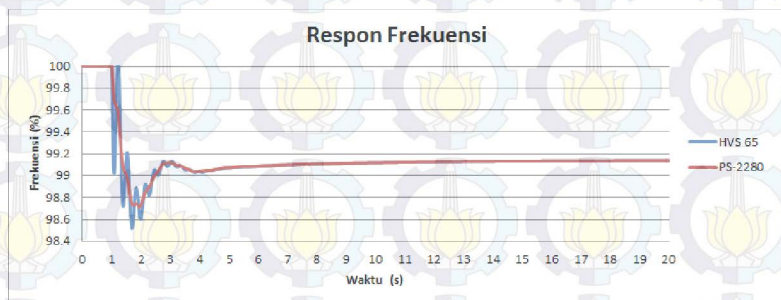 Respon Frekuensi
Frekuensi (%)
100
99.8
99.6
99.4
99.2
99
98.8
98.6
98.4
0 1 2 3 4 5 6 7 8 9 10 11 12 13 14 15 16 17 18 19 20
Waktu (s)
HVS 65
PS-2280